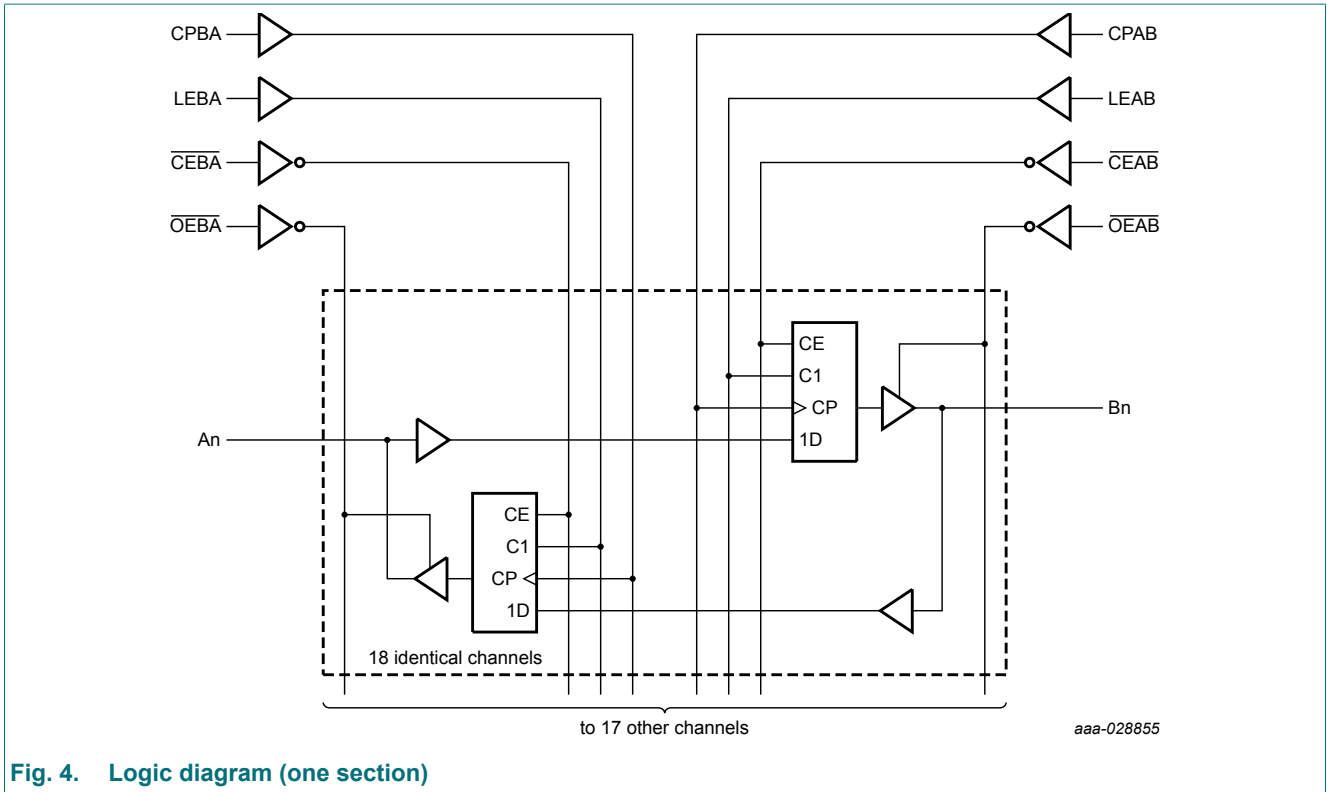 CPBA
CPAB
LEBA
LEAB
CEBA
CEAB
OEBA
OEAB
CE
C1
CP
1D
Bn
An
CE
C1
CP
1D
18 identical channels
to 17 other channels
aaa-028855
Fig. 4. Logic diagram (one section)